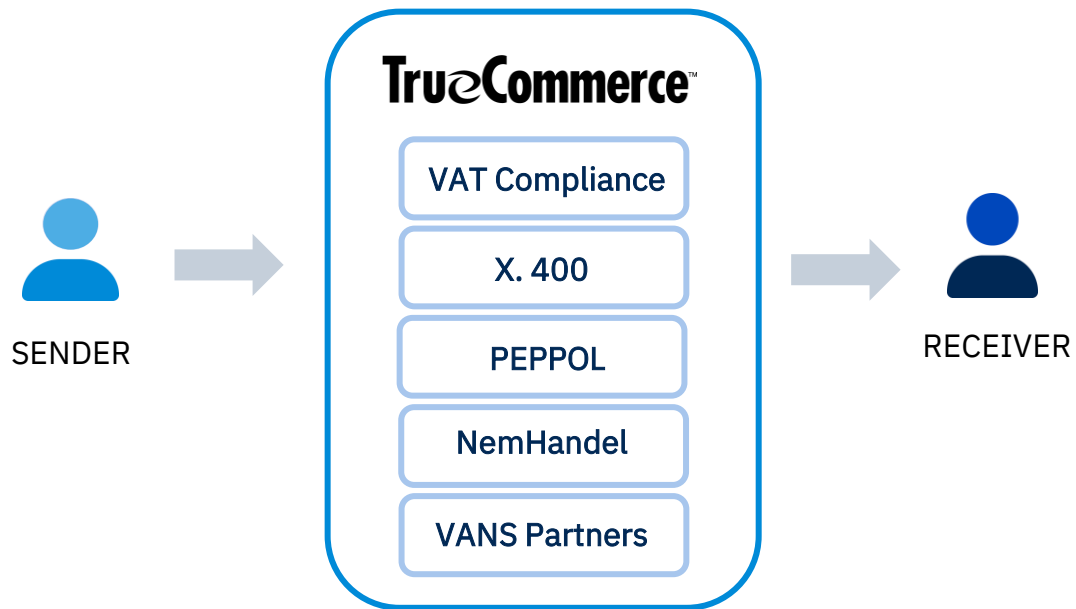 TrueCommerce™
VAT Compliance
X. 400
PEPPOL
NemHandel
VANS Partners
SENDER
RECEIVER